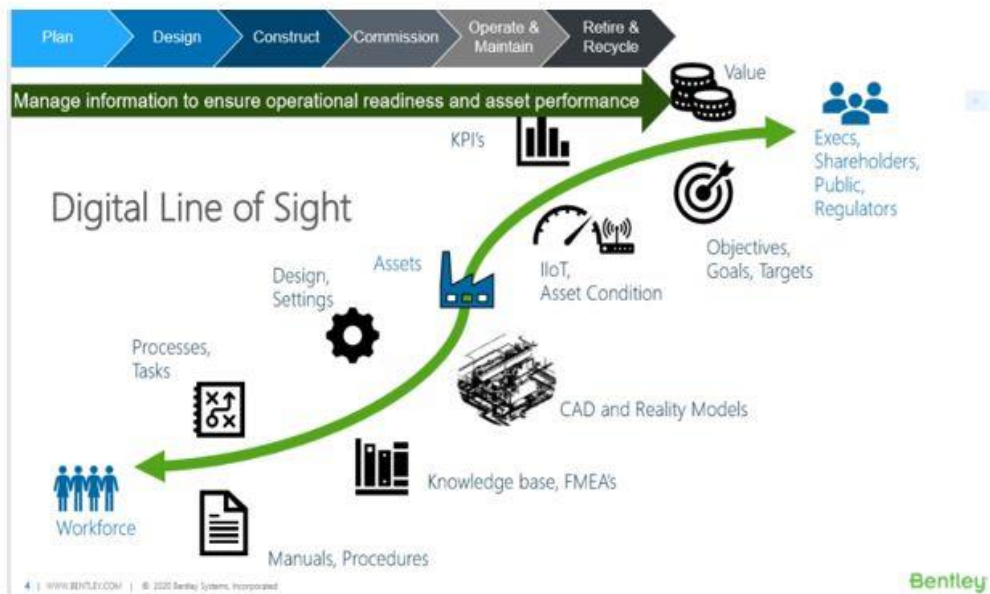 Plan
Design
Construct
Commission
Operate &
Maintain
Retire &
Recycle
Manage information to ensure operational readiness and asset performance
Value
KPI's
Execs,
Shareholders,
Public,
Regulators
Digital Line of Sight
Objectives,
Goals, Targets
Assets
IIoT,
Asset Condition
Design,
Settings
Processes,
Tasks
CAD and Reality Models
Knowledge base, FMEA's
Workforce
Manuals, Procedures
4 | WWW.BENTLEY.COM | © 2020 Bentley Systems, Incorporated
Bentley